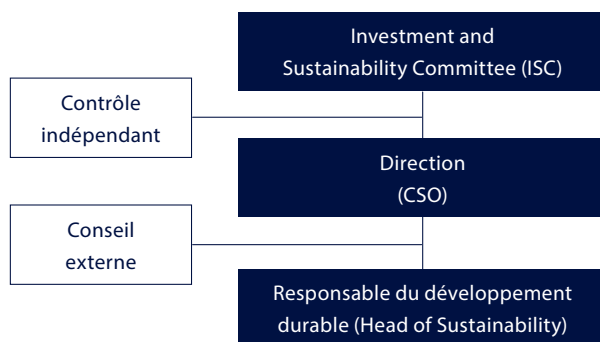 Investment and
Sustainability Committee (ISC)
Contrôle
indépendant
Direction
(CSO)
Conseil
externe
Responsable du développement
durable (Head of Sustainability)